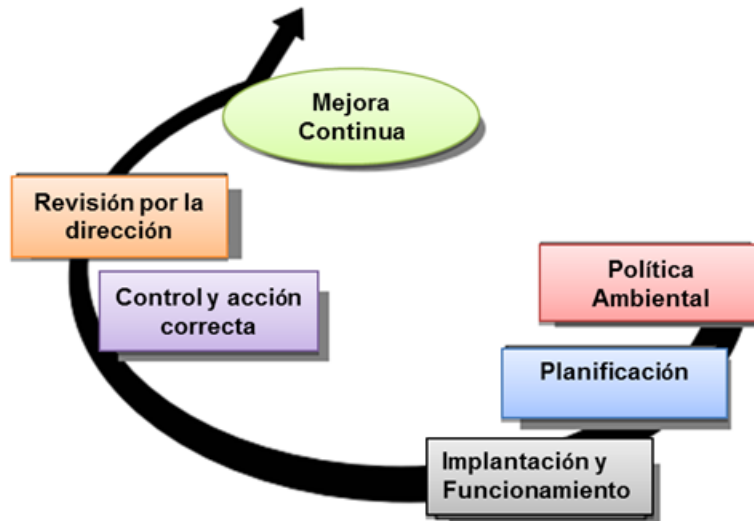 Mejora
Continua
Revisión por la
dirección
Control y acción
correcta
Política
Ambiental
Planificación
Implantación y
Funcionamiento